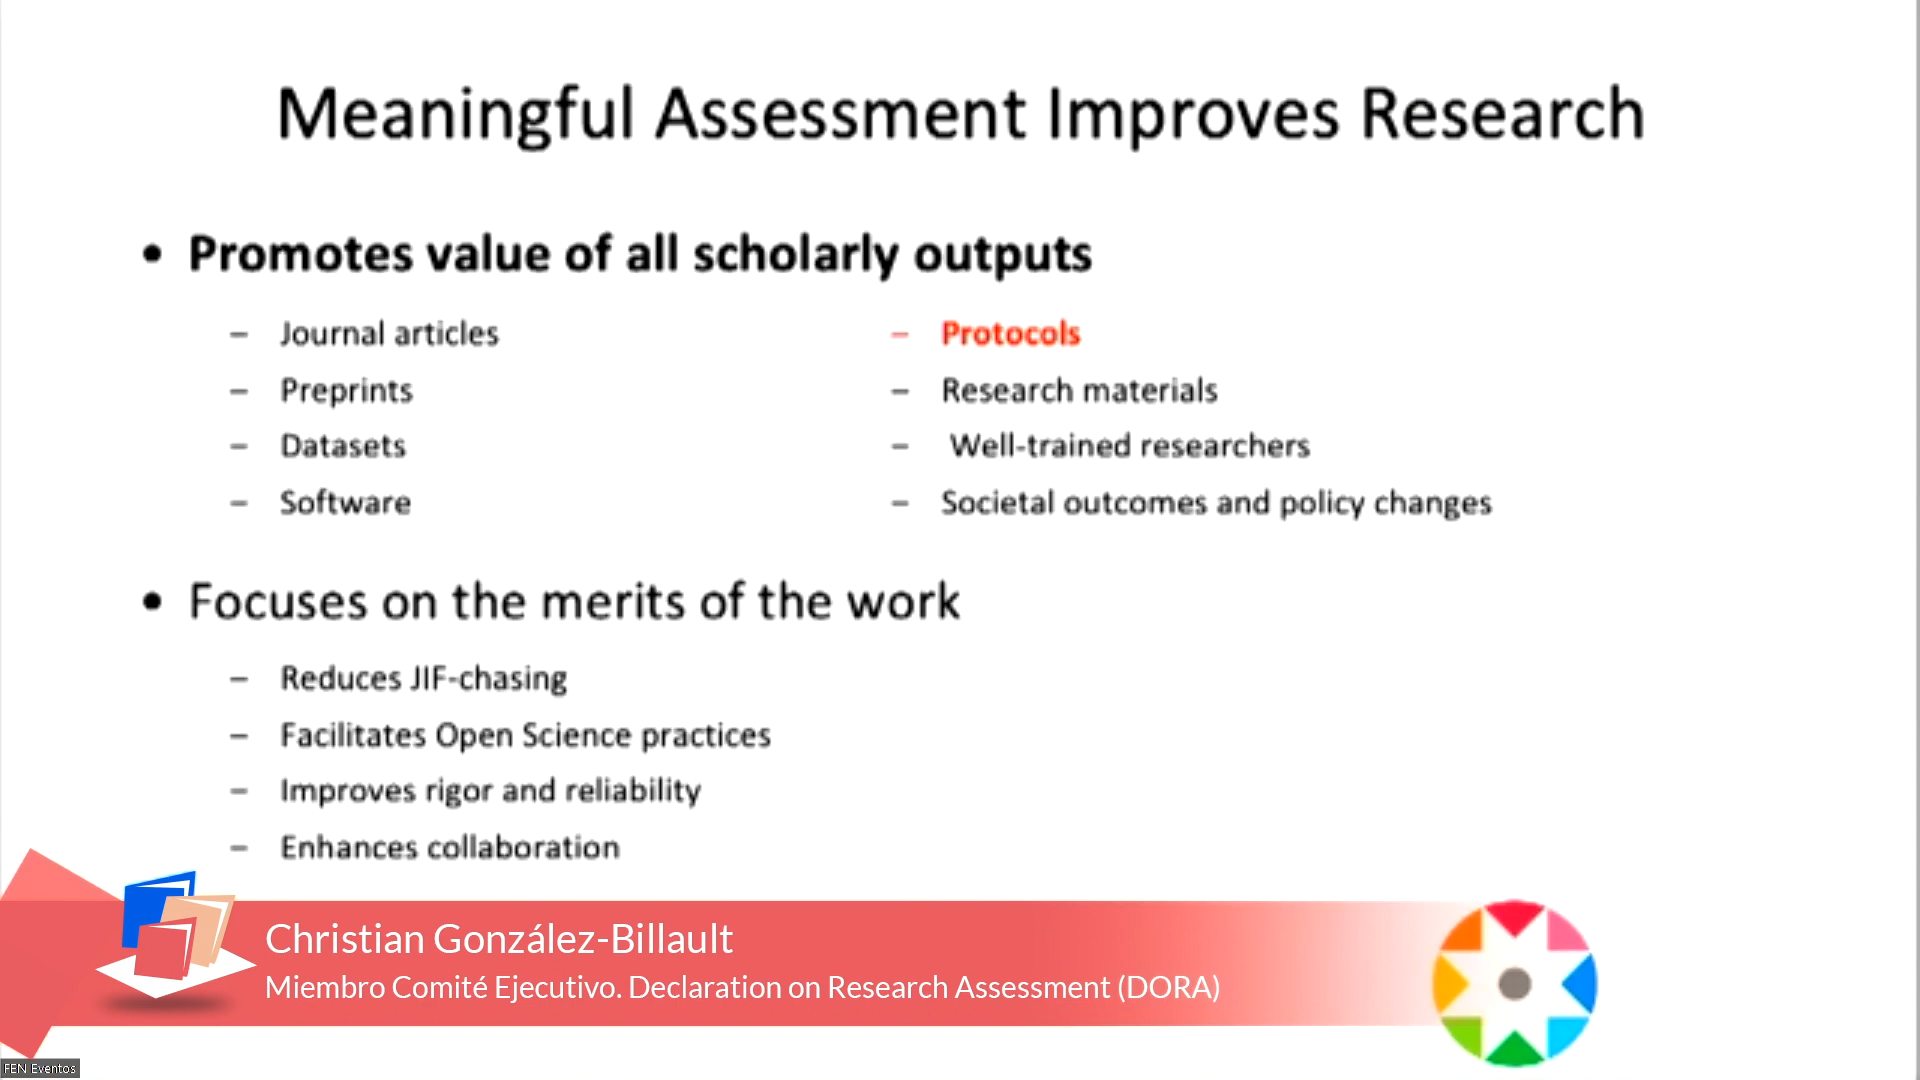 Meaningful Assessment Improves Research
• Promotes value of all scholarly outputs
– Journal articles
– Preprints
– Datasets
– Software
– Protocols
– Research materials
– Well-trained researchers
– Societal outcomes and policy changes
• Focuses on the merits of the work
– Reduces JIF-chasing
– Facilitates Open Science practices
– Improves rigor and reliability
– Enhances collaboration
Christian González-Billault
Miembro Comité Ejecutivo. Declaration on Research Assessment (DORA)
FEN Eventos